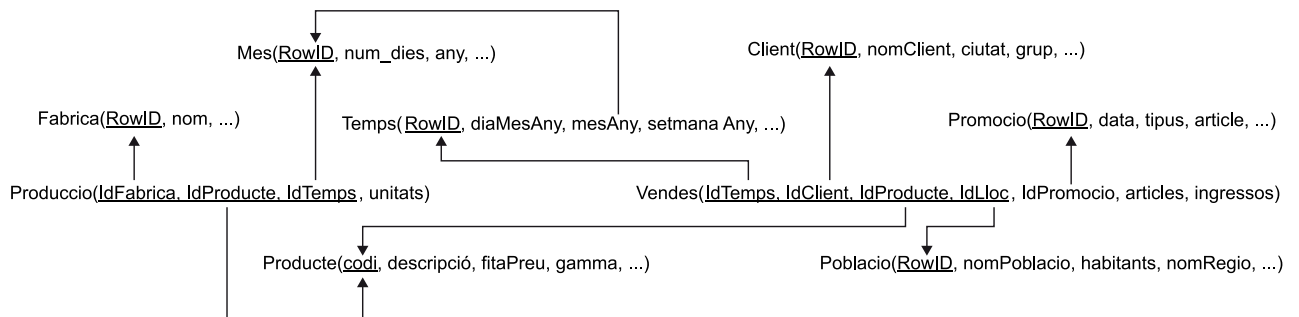 Mes(RowID, num_dies, any, ...)
Client(RowID, nomClient, ciutat, grup, ...)
Fabrica(RowID, nom, ...)
Temps(RowID, diaMesAny, mesAny, setmana Any, ...)
Promocio(RowID, data, tipus, article, ...)
Produccio(IdFabrica, IdProducte, IdTemps, unitats)
Vendes(IdTemps, IdClient, IdProducte, IdLloc, IdPromocio, articles, ingressos)
Producte(codi, descripció, fitaPreu, gamma, ...)
Poblacio(RowID, nomPoblacio, habitants, nomRegio, ...)